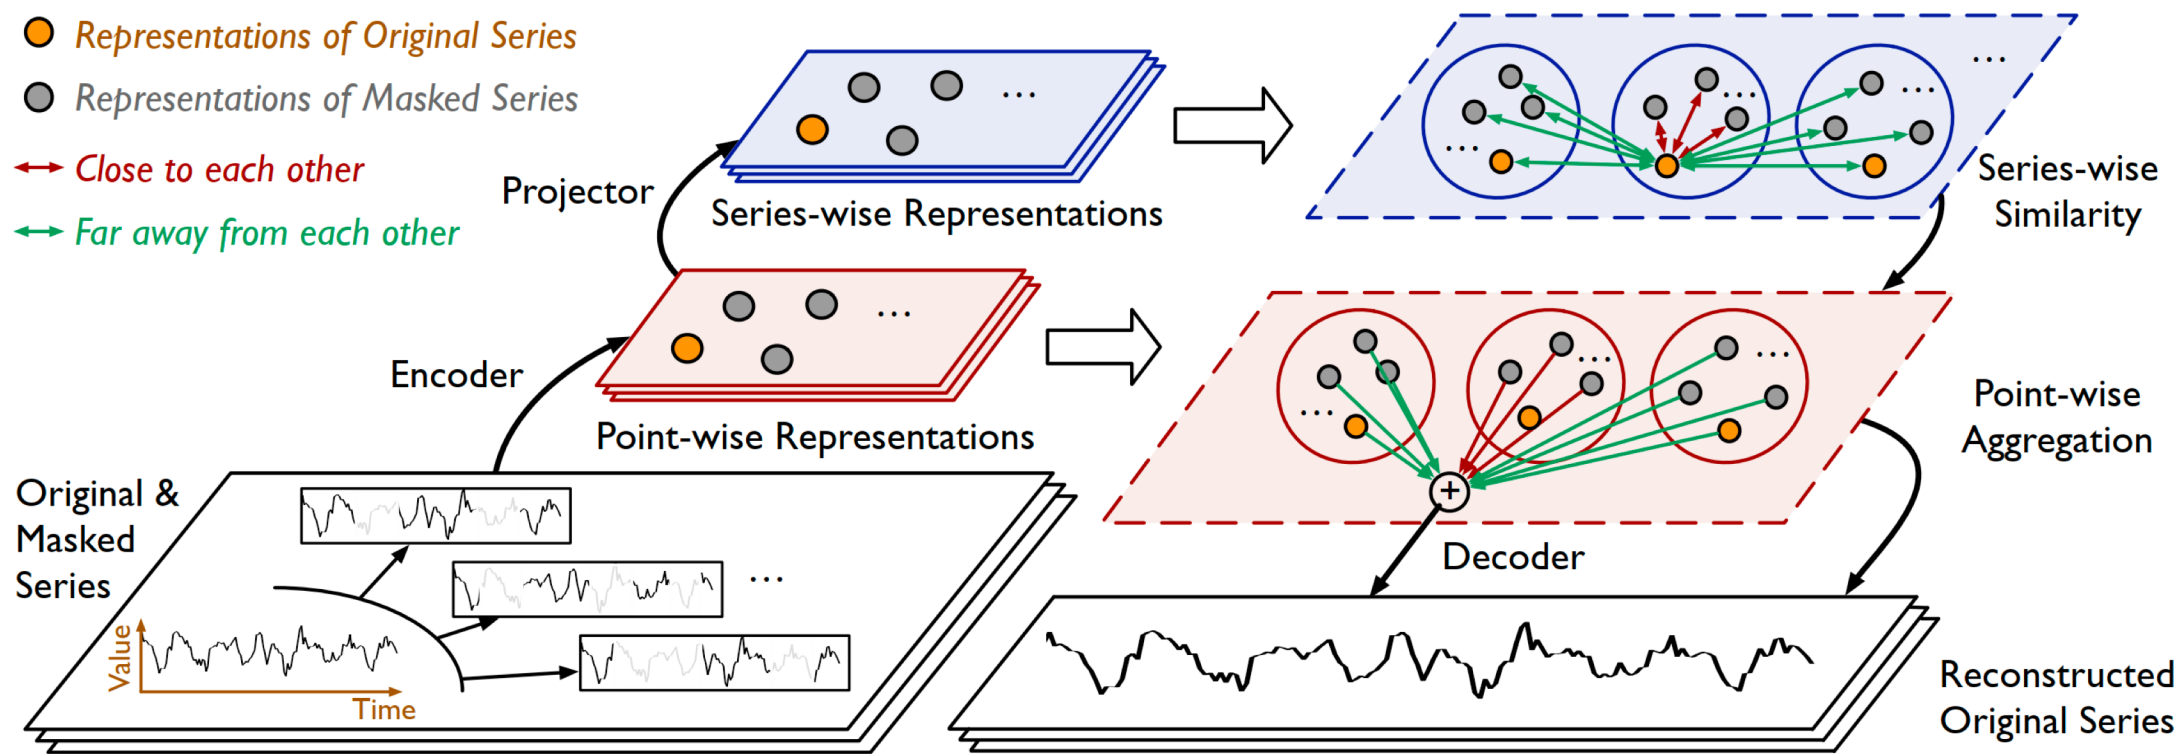 Representations of Original Series
Representations of Masked Series
Close to each other
Far away from each other
Projector
Series-wise Representations
...
...
...
...
...
Series-wise
Similarity
Encoder
Point-wise Representations
...
...
...
...
Point-wise
Aggregation
+
Decoder
Original &
Masked
Series
...
Value
Time
Reconstructed
Original Series